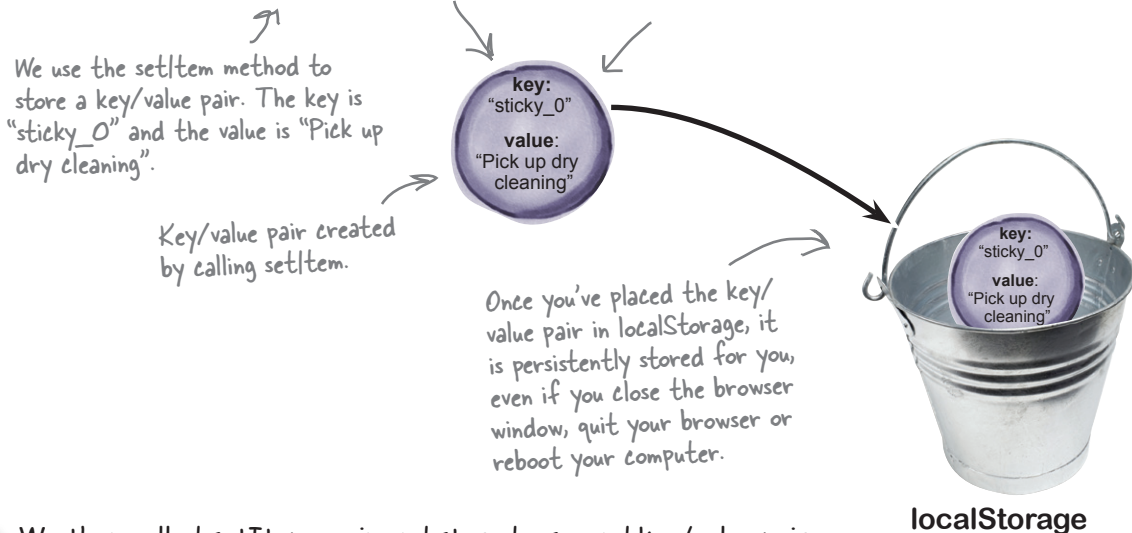 We use the setItem method to
store a key/value pair. The key is
“sticky_0” and the value is “Pick up
dry cleaning”.
key:
“sticky_0”
value:
“Pick up dry
cleaning”
Key/value pair created
by calling setItem.
Once you’ve placed the key/
value pair in localStorage, it
is persistently stored for you,
even if you close the browser
window, quit your browser or
reboot your computer.
key:
“sticky_0”
value:
“Pick up dry
cleaning”
localStorage